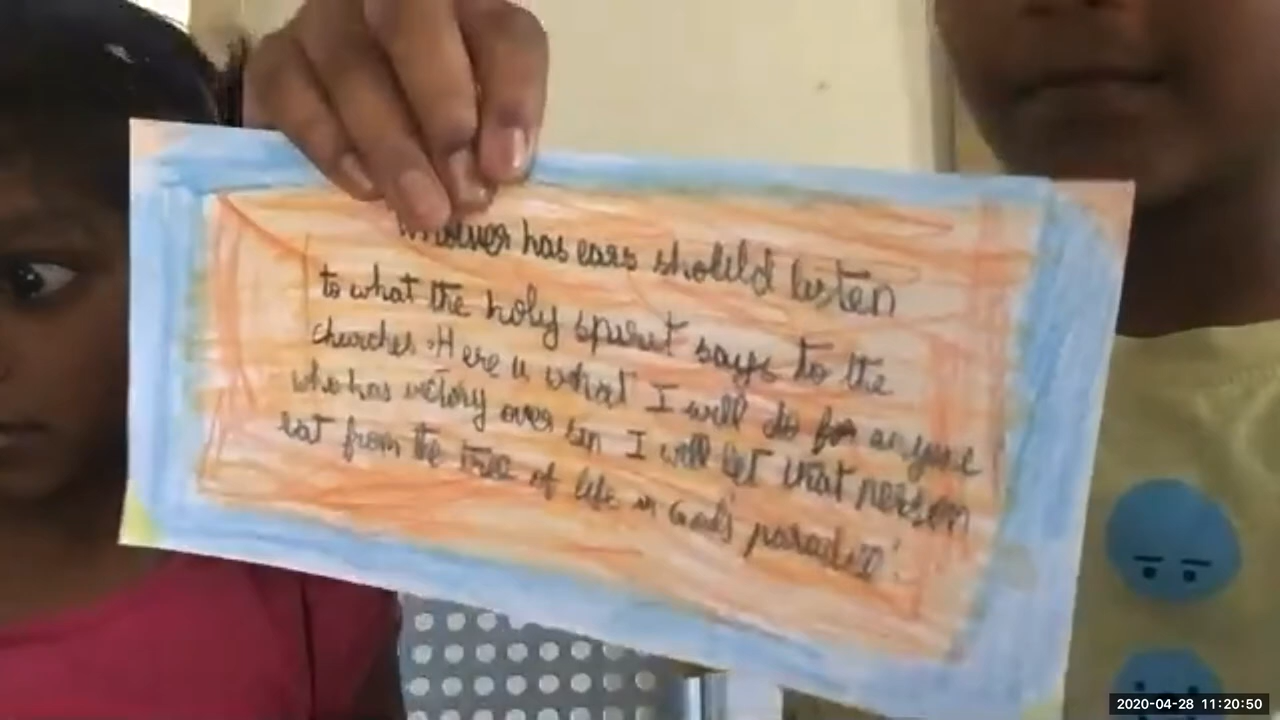 Whoever has ears should listen
to what the holy spirit says to the
churches. Here is what I will do for anyone
who has victory over sin I will let that person
eat from the tree of life in God's paradise'.
2020-04-28 11:20:50